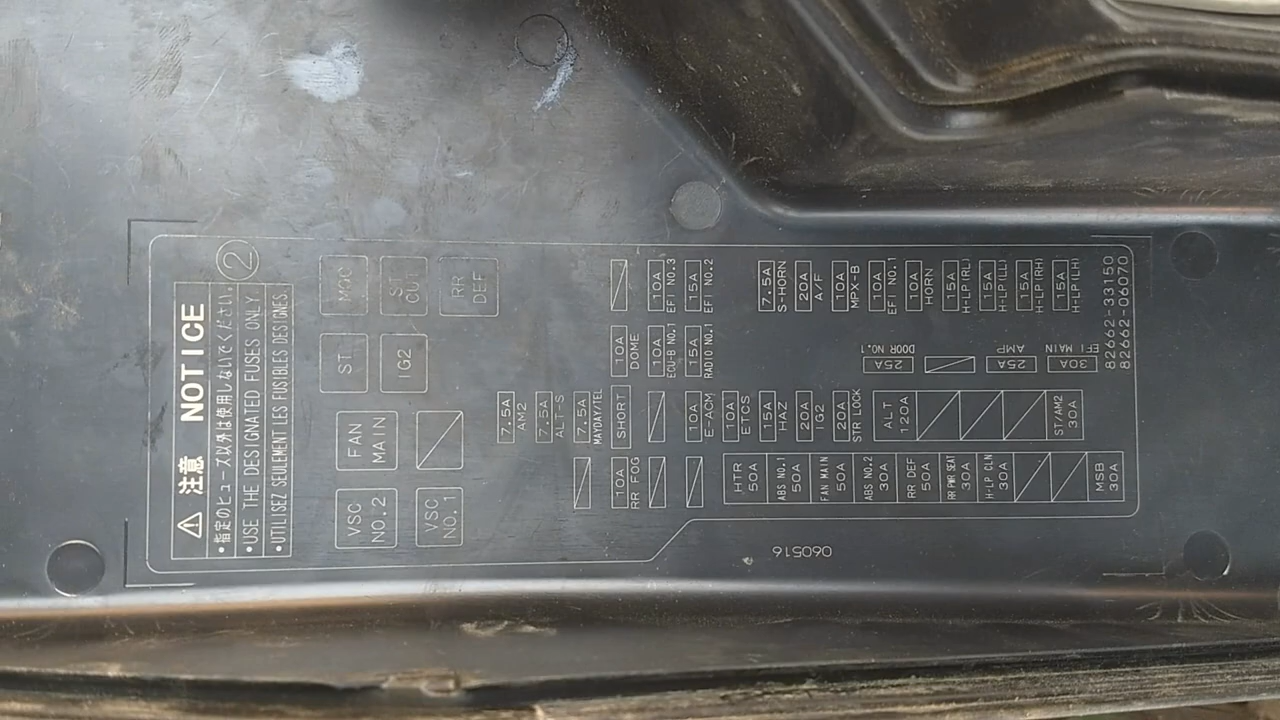 ⚠ 注意 NOTICE
・指定のヒューズ以外は使用しないでください。
・USE THE DESIGNATED FUSES ONLY.
・UTILISEZ SEULEMENT LES FUSIBLES DESIGNES.
②
VSC NO.2
FAN MAIN
ST
MGC
VSC NO.1
IG2
ST CUT
RR DEF
7.5A AM2
7.5A ALT-S
7.5A MAYDAY/TEL
10A RR FOG
SHORT
10A DOME
10A ECU-B NO.1
10A EFI NO.3
10A E-ACM
15A RADIO NO.1
15A EFI NO.2
10A ETCS
15A HAZ
7.5A S-HORN
20A IG2
20A A/F
20A STR LOCK
10A MPX-B
10A EFI NO.1
10A HORN
15A H-LP(RL)
15A H-LP(LL)
15A H-LP(RH)
15A H-LP(LH)
25A DOOR NO.1
25A AMP
30A EFI MAIN
ALT 120A
ST/AM2 30A
HTR 50A
ABS NO.1 50A
FAN MAIN 50A
ABS NO.2 30A
RR DEF 50A
RR PWR SEAT 30A
H-LP CLN 30A
MSB 30A
82662-33150
82662-06070
060516